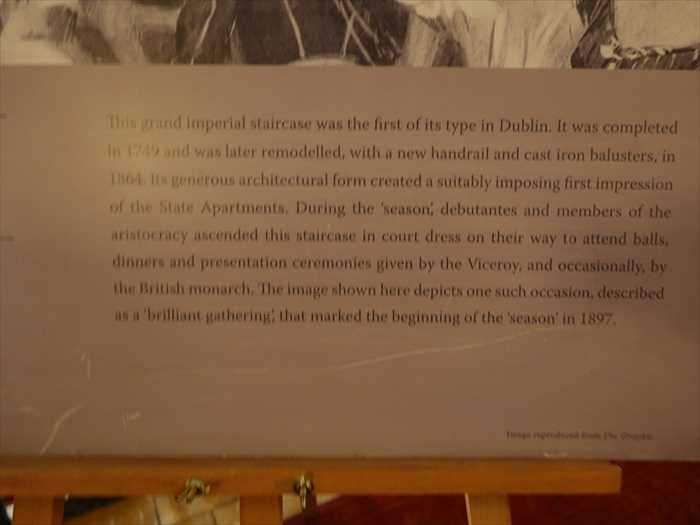 This grand imperial staircase was the first of its type in Dublin. It was completed
in 1749 and was later remodelled, with a new handrail and cast iron balusters, in
1864. Its generous architectural form created a suitably imposing first impression
of the State Apartments. During the 'season', debutantes and members of the
aristocracy ascended this staircase in court dress on their way to attend balls,
dinners and presentation ceremonies given by the Viceroy, and occasionally, by
the British monarch. The image shown here depicts one such occasion, described
as a 'brilliant gathering', that marked the beginning of the 'season' in 1897.
Image reproduced from The Graphic